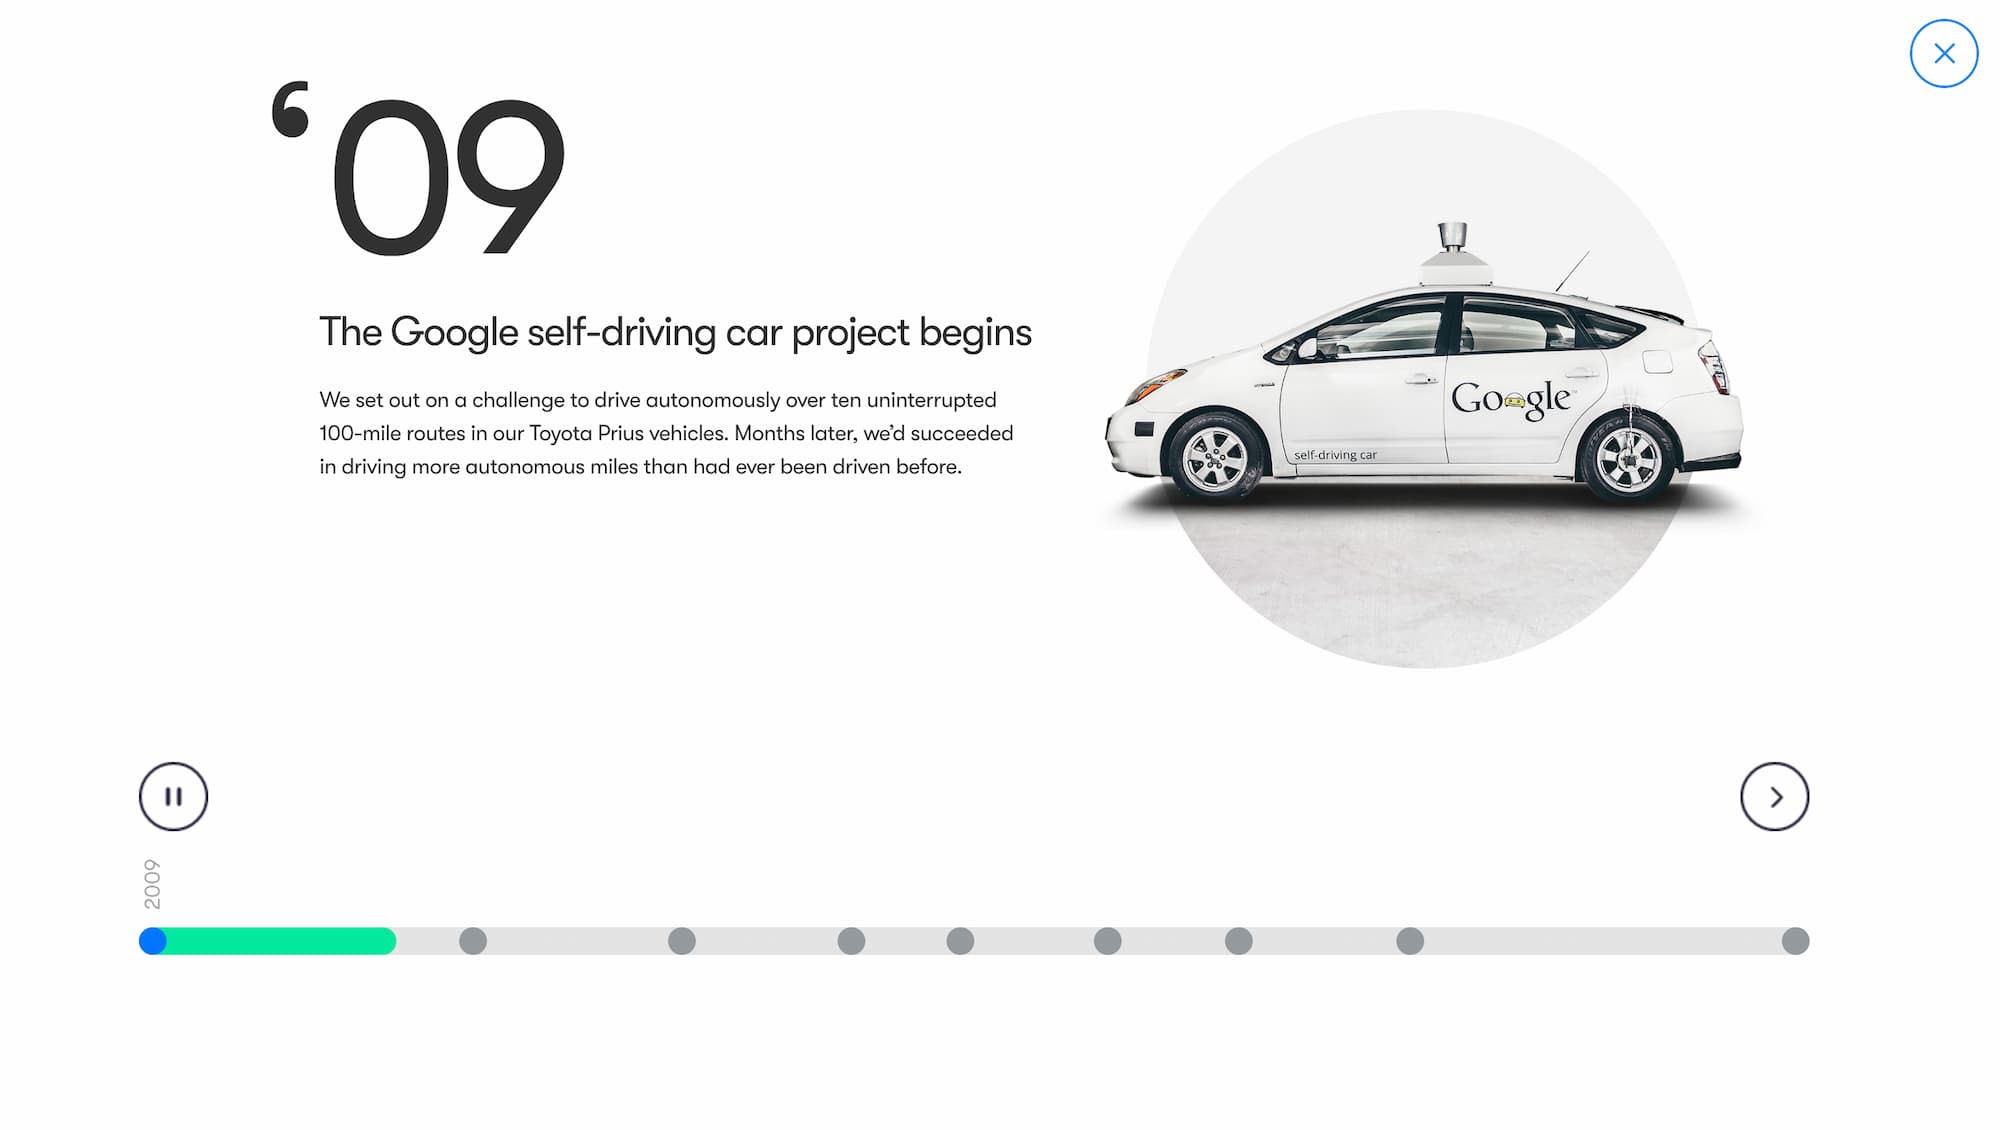 ‘09
The Google self-driving car project begins
We set out on a challenge to drive autonomously over ten uninterrupted
100-mile routes in our Toyota Prius vehicles. Months later, we’d succeeded
in driving more autonomous miles than had ever been driven before.
Google™
self-driving car
2009